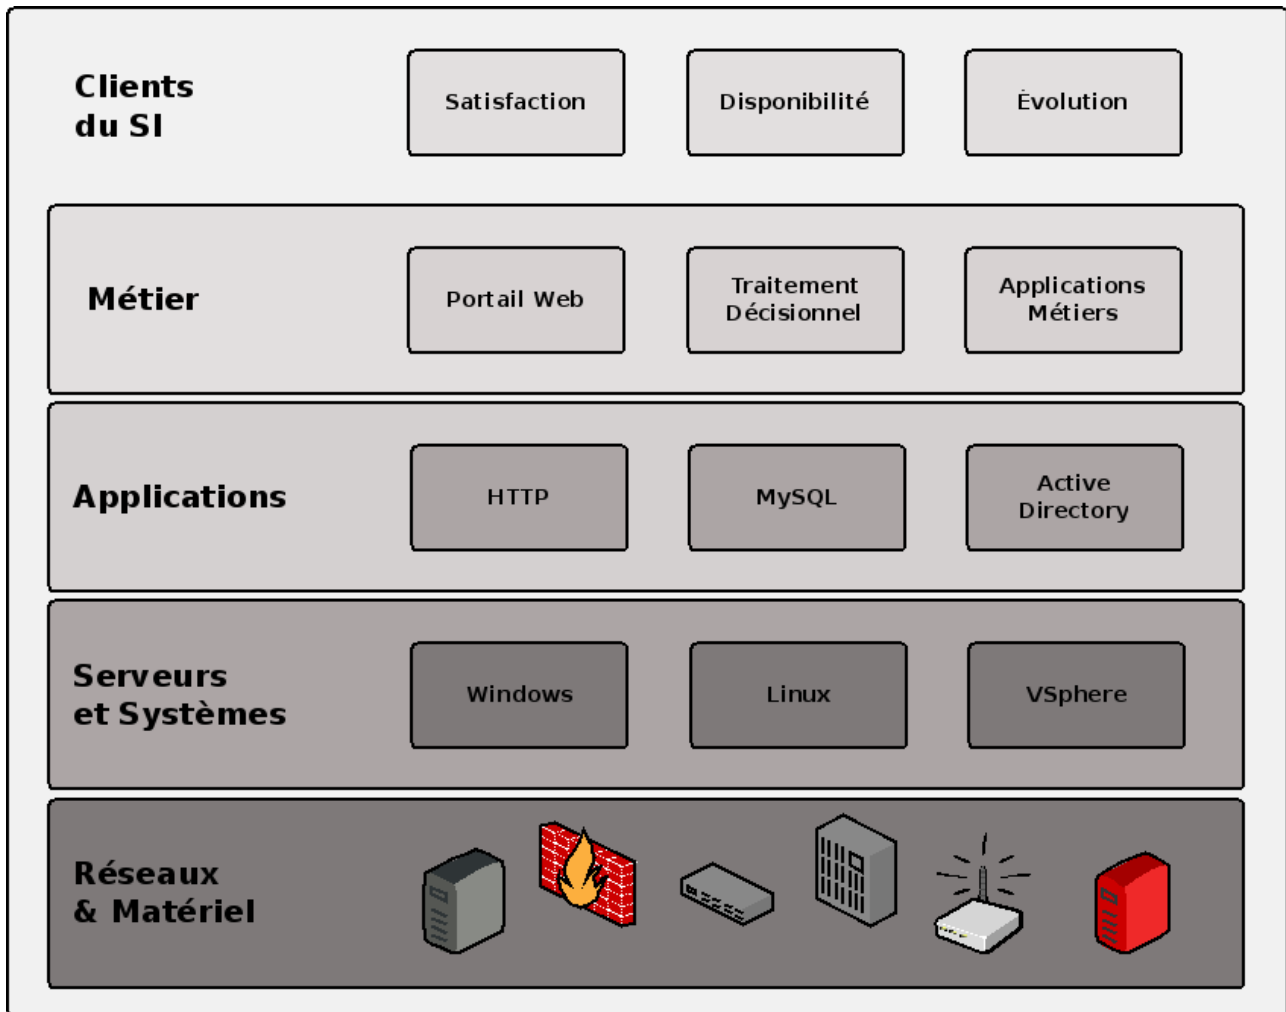 Clients
du SI
Satisfaction
Disponibilité
Évolution
Métier
Portail Web
Traitement
Décisionnel
Applications
Métiers
Applications
HTTP
MySQL
Active
Directory
Serveurs
et Systèmes
Windows
Linux
VSphere
Réseaux
& Matériel